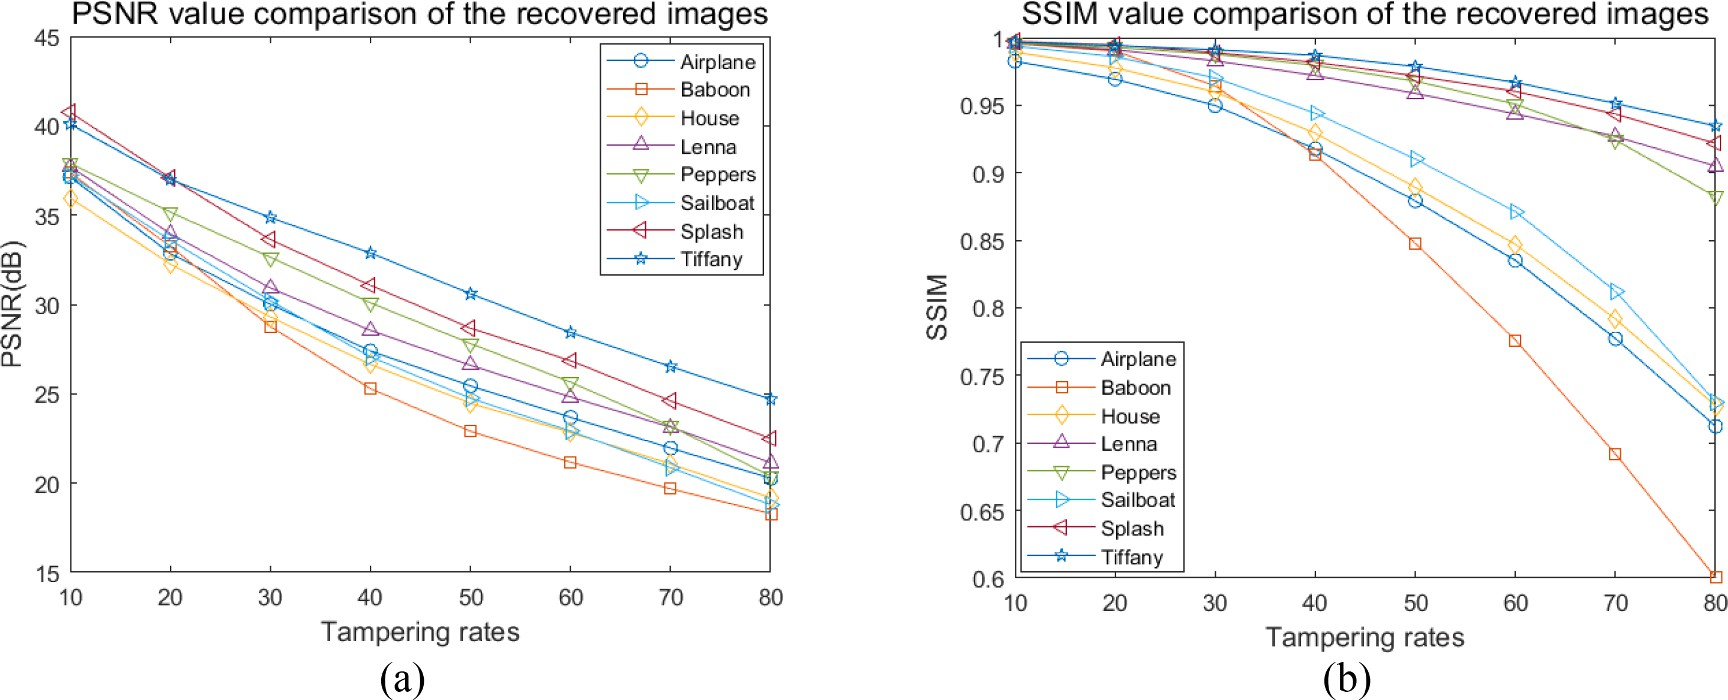 PSNR value comparison of the recovered images
45
40
35
30
25
20
15
PSNR(dB)
Airplane
Baboon
House
Lenna
Peppers
Sailboat
Splash
Tiffany
10 20 30 40 50 60 70 80
Tampering rates
(a)
SSIM value comparison of the recovered images
1
0.95
0.9
0.85
0.8
0.75
0.7
0.65
0.6
SSIM
Airplane
Baboon
House
Lenna
Peppers
Sailboat
Splash
Tiffany
10 20 30 40 50 60 70 80
Tampering rates
(b)